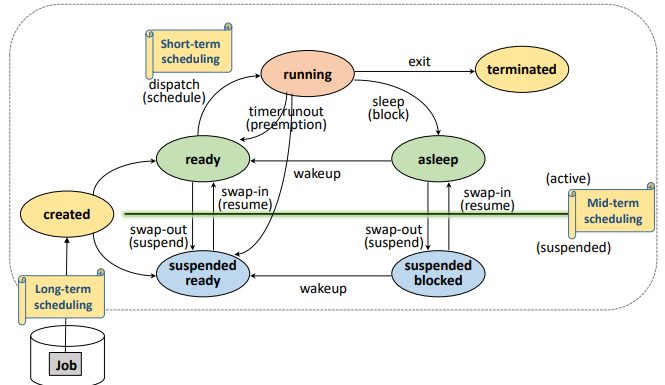 Short-term
scheduling
running
exit
terminated
dispatch
(schedule)
timerrunout
(preemption)
sleep
(block)
ready
wakeup
asleep
created
swap-in
(resume)
swap-out
(suspend)
swap-in
(resume)
swap-out
(suspend)
(active)
Mid-term
scheduling
(suspended)
suspended
ready
wakeup
suspended
blocked
Long-term
scheduling
Job